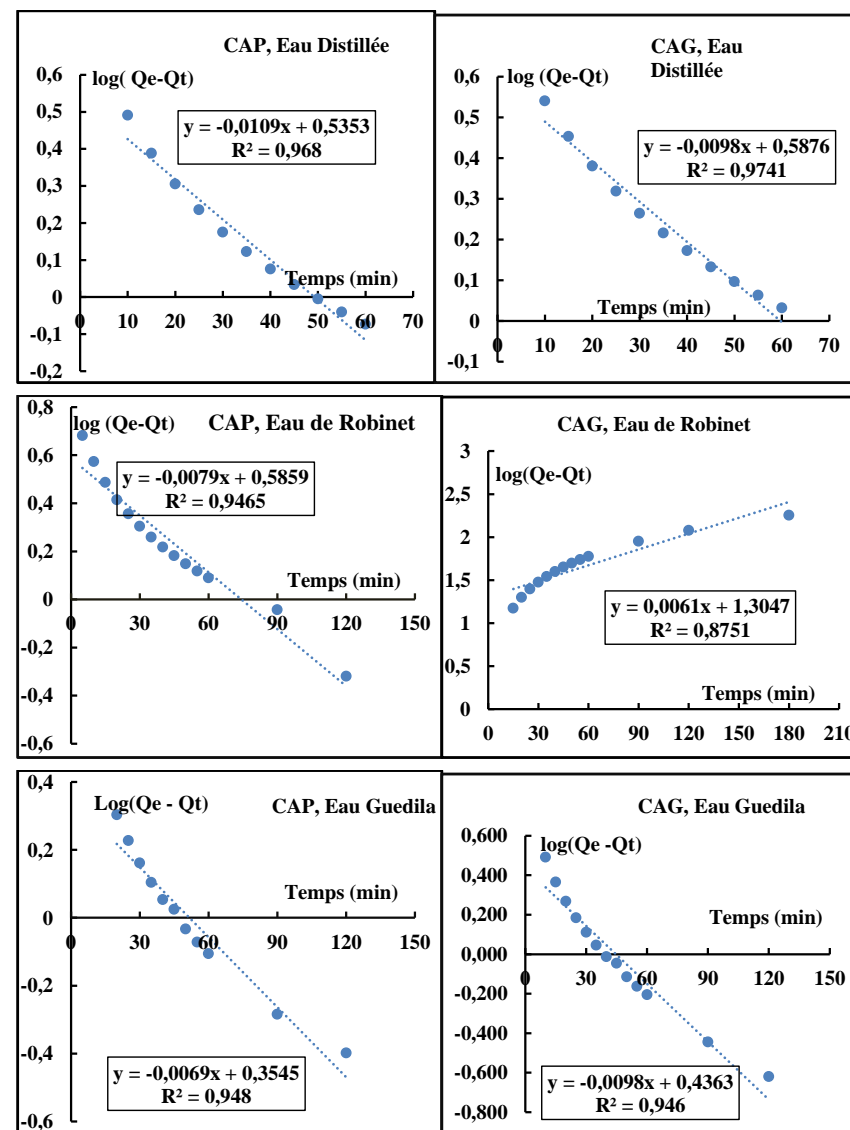 CAP, Eau Distillée
log( Qe-Qt)
0,6
0,5
0,4
0,3
0,2
0,1
0
-0,1
-0,2
y = -0,0109x + 0,5353
R² = 0,968
Temps (min)
0 10 20 30 40 50 60 70
CAG, Eau
Distillée
log (Qe-Qt)
0,6
0,5
0,4
0,3
0,2
0,1
0
-0,1
y = -0,0098x + 0,5876
R² = 0,9741
Temps (min)
0 10 20 30 40 50 60 70
CAP, Eau de Robinet
log (Qe-Qt)
0,8
0,6
0,4
0,2
0
-0,2
-0,4
-0,6
y = -0,0079x + 0,5859
R² = 0,9465
Temps (min)
0 30 60 90 120 150
CAG, Eau de Robinet
log(Qe-Qt)
3
2,5
2
1,5
1
0,5
0
y = 0,0061x + 1,3047
R² = 0,8751
Temps (min)
0 30 60 90 120 150 180 210
CAP, Eau Guedila
Log(Qe - Qt)
0,4
0,2
0
-0,2
-0,4
-0,6
Temps (min)
0 30 60 90 120 150
y = -0,0069x + 0,3545
R² = 0,948
CAG, Eau Guedila
log(Qe -Qt)
0,600
0,400
0,200
0,000
-0,200
-0,400
-0,600
-0,800
Temps (min)
0 30 60 90 120 150
y = -0,0098x + 0,4363
R² = 0,946